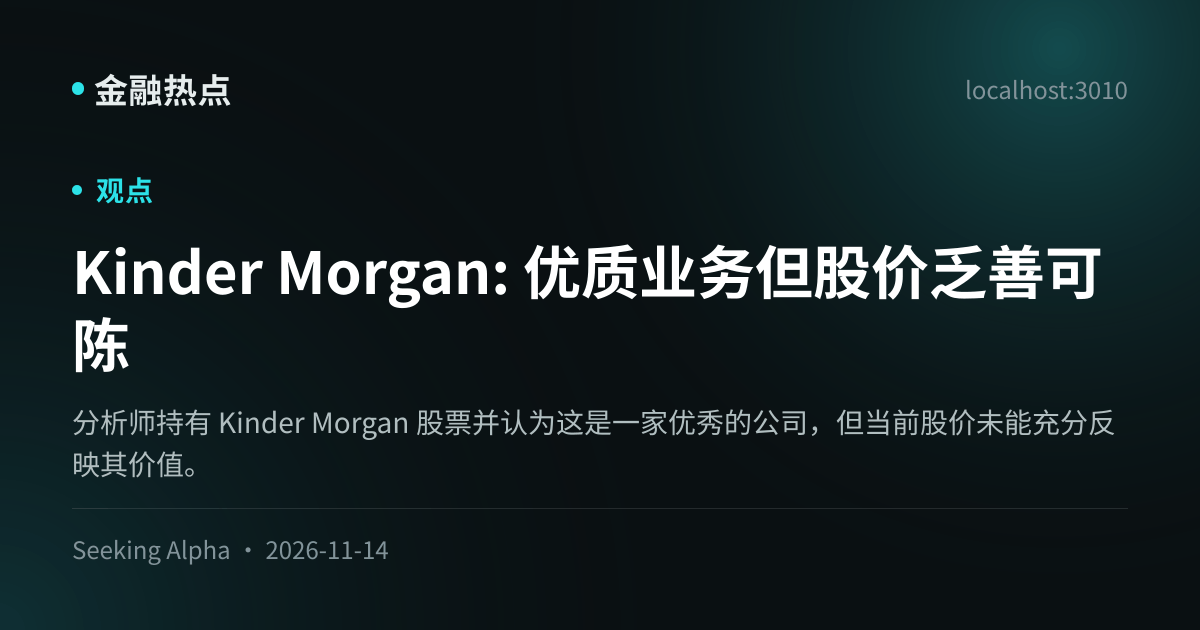 金融热点
localhost:3010
观点
Kinder Morgan: 优质业务但股价乏善可
陈
分析师持有 Kinder Morgan 股票并认为这是一家优秀的公司，但当前股价未能充分反
映其价值。
Seeking Alpha · 2026-11-14